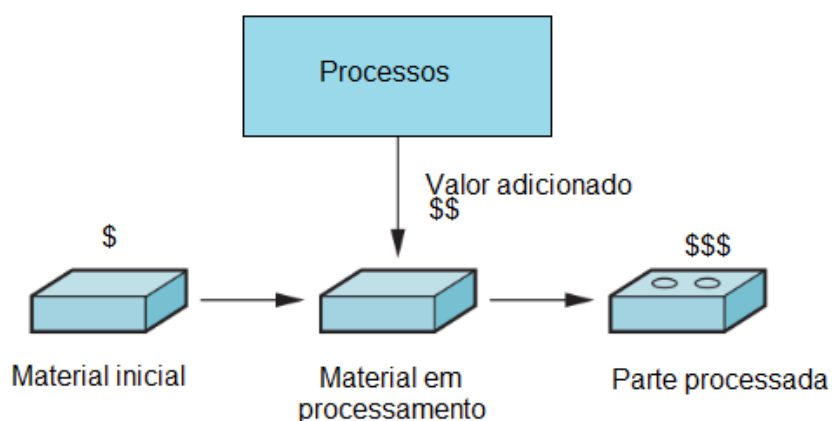 Processos
Valor adicionado
$$
$
$$$
Material inicial
Material em
processamento
Parte processada